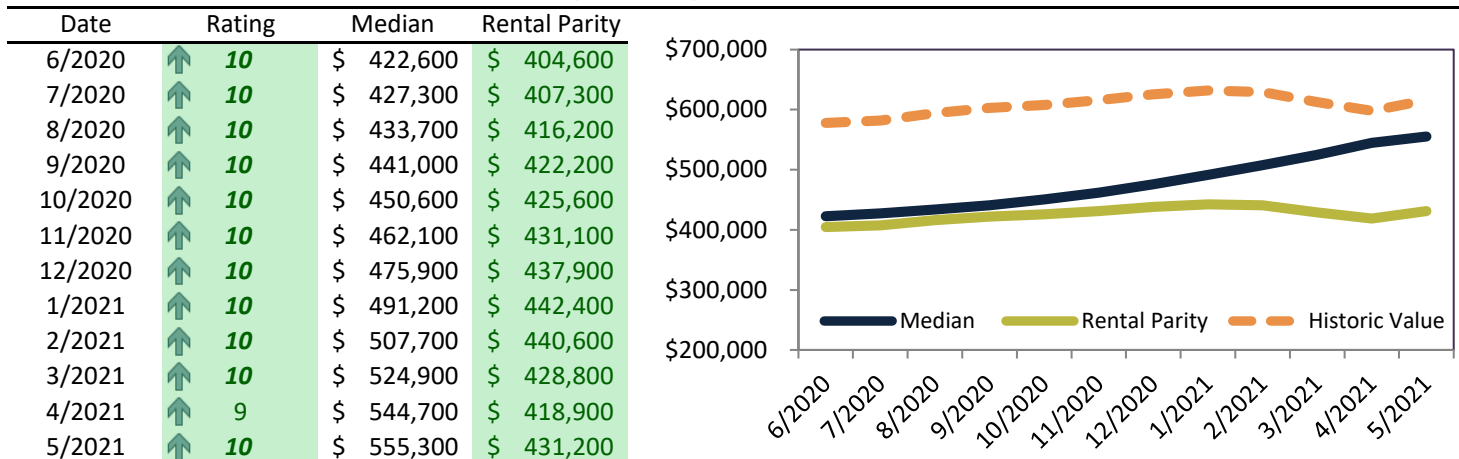 Date Rating Median Rental Parity
6/2020 10 $ 422,600 $ 404,600
7/2020 10 $ 427,300 $ 407,300
8/2020 10 $ 433,700 $ 416,200
9/2020 10 $ 441,000 $ 422,200
10/2020 10 $ 450,600 $ 425,600
11/2020 10 $ 462,100 $ 431,100
12/2020 10 $ 475,900 $ 437,900
1/2021 10 $ 491,200 $ 442,400
2/2021 10 $ 507,700 $ 440,600
3/2021 10 $ 524,900 $ 428,800
4/2021 9 $ 544,700 $ 418,900
5/2021 10 $ 555,300 $ 431,200
$700,000
$600,000
$500,000
$400,000
$300,000
$200,000
Median Rental Parity Historic Value
6/2020 7/2020 8/2020 9/2020 10/2020 11/2020 12/2020 1/2021 2/2021 3/2021 4/2021 5/2021